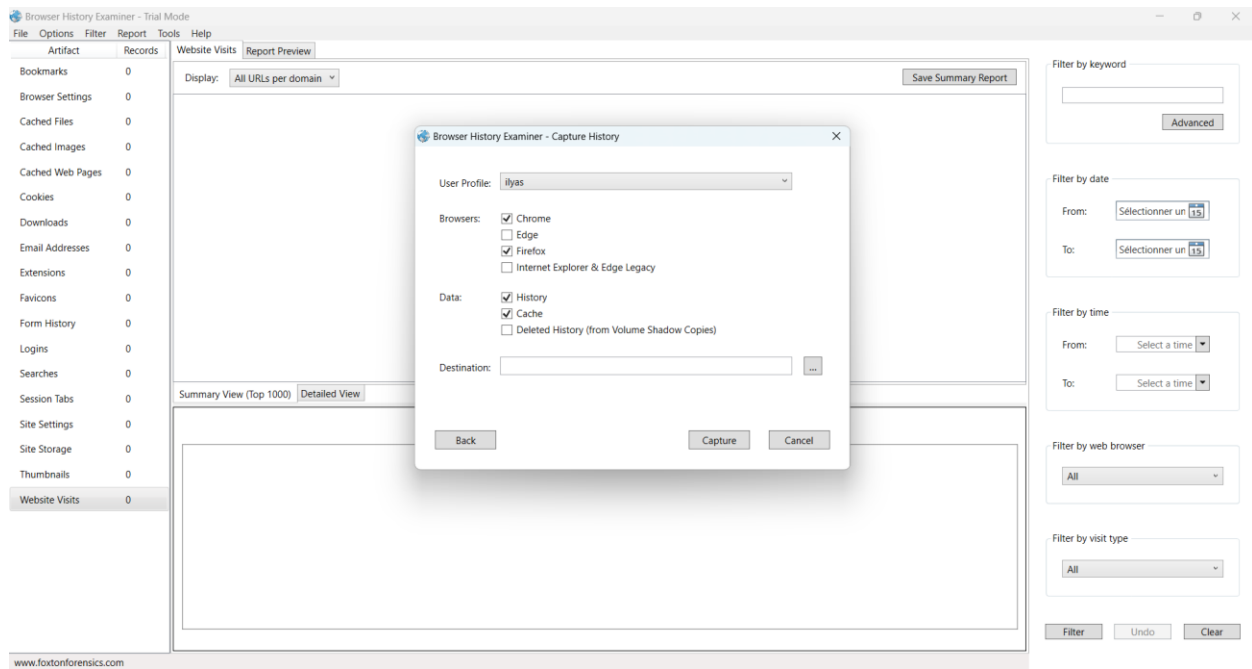 Browser History Examiner - Trial Mode
File Options Filter Report Tools Help
Artifact Records
Bookmarks 0
Browser Settings 0
Cached Files 0
Cached Images 0
Cached Web Pages 0
Cookies 0
Downloads 0
Email Addresses 0
Extensions 0
Favicons 0
Form History 0
Logins 0
Searches 0
Session Tabs 0
Site Settings 0
Site Storage 0
Thumbnails 0
Website Visits 0
Website Visits Report Preview
Display: All URLs per domain Save Summary Report
Browser History Examiner - Capture History
User Profile: ilyas
Browsers: Chrome
Edge
Firefox
Internet Explorer & Edge Legacy
Data: History
Cache
Deleted History (from Volume Shadow Copies)
Destination: ...
Back Capture Cancel
Summary View (Top 1000) Detailed View
Filter by keyword
Advanced
Filter by date
From: Sélectionner un 15
To: Sélectionner un 15
Filter by time
From: Select a time
To: Select a time
Filter by web browser
All
Filter by visit type
All
Filter Undo Clear
www.foxtonforensics.com